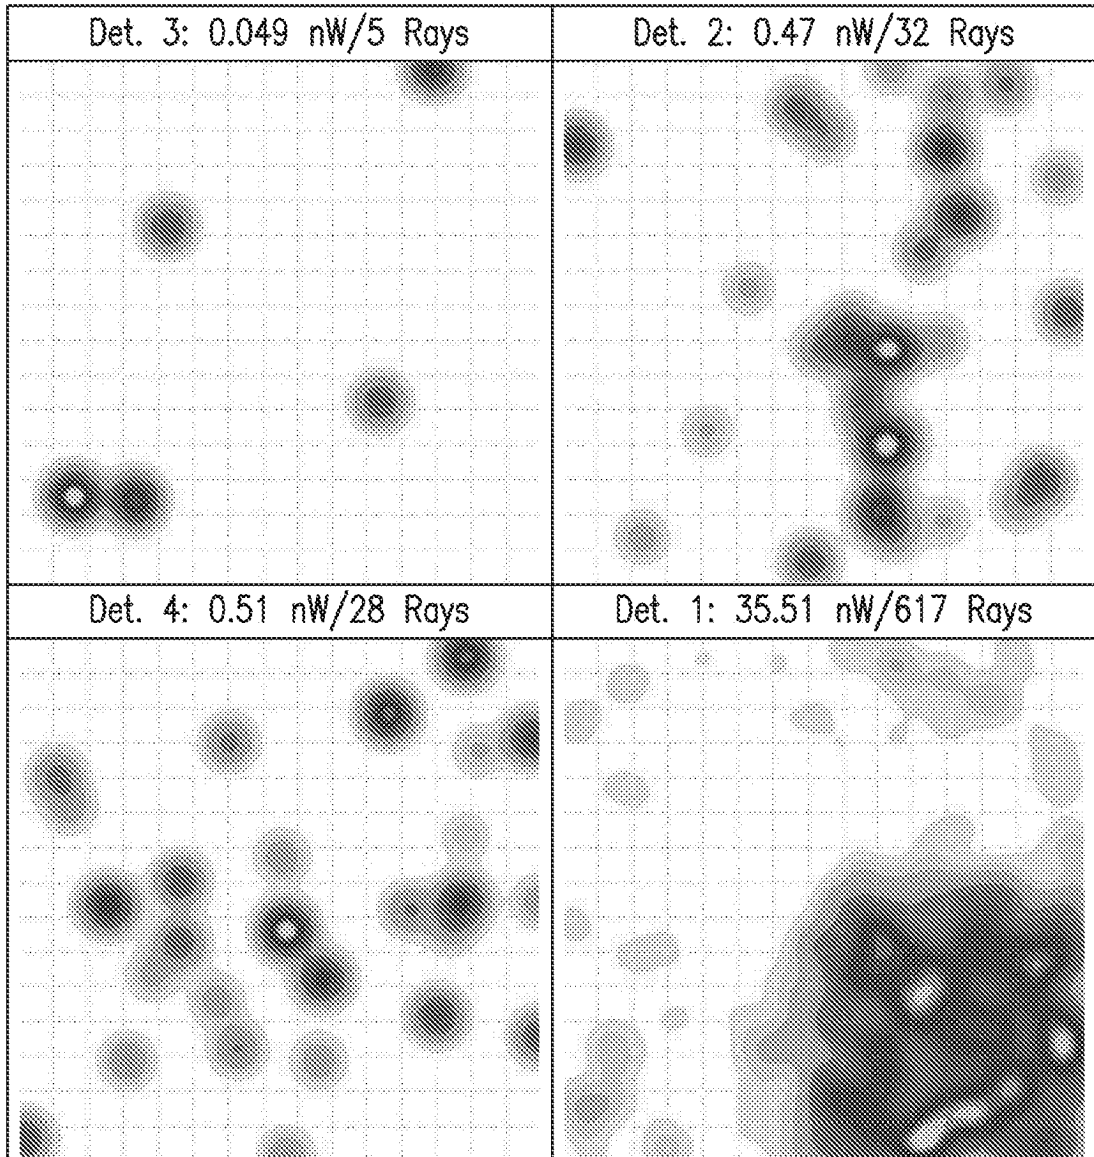 Det. 3: 0.049 nW/5 Rays
Det. 2: 0.47 nW/32 Rays
Det. 4: 0.51 nW/28 Rays
Det. 1: 35.51 nW/617 Rays